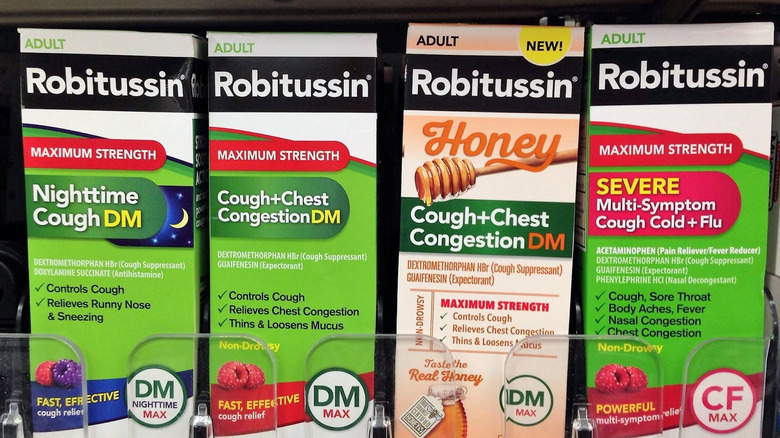 ADULT
Robitussin®
MAXIMUM STRENGTH
Nighttime
Cough DM
DEXTROMETHORPHAN HBr (Cough Suppressant)
DOXYLAMINE SUCCINATE (Antihistamine)
✓ Controls Cough
✓ Relieves Runny Nose
& Sneezing
FAST, EFFECTIVE
cough relief
DM
NIGHTTIME
MAX
ADULT
Robitussin®
MAXIMUM STRENGTH
Cough+Chest
Congestion DM
DEXTROMETHORPHAN HBr (Cough Suppressant)
GUAIFENESIN (Expectorant)
✓ Controls Cough
✓ Relieves Chest Congestion
✓ Thins & Loosens Mucus
Non-Drowsy
FAST, EFFECTIVE
cough relief
DM
MAX
ADULT
NEW!
Robitussin®
Honey
Cough+Chest
Congestion DM
DEXTROMETHORPHAN HBr (Cough Suppressant)
GUAIFENESIN (Expectorant)
NON-DROWSY
MAXIMUM STRENGTH
✓ Controls Cough
✓ Relieves Chest Congestion
✓ Thins & Loosens Mucus
Taste the
Real Honey
DM
MAX
ADULT
Robitussin®
MAXIMUM STRENGTH
SEVERE
Multi-Symptom
Cough Cold + Flu
ACETAMINOPHEN (Pain Reliever/Fever Reducer)
DEXTROMETHORPHAN HBr (Cough Suppressant)
GUAIFENESIN (Expectorant)
PHENYLEPHRINE HCl (Nasal Decongestant)
✓ Cough, Sore Throat
✓ Body Aches, Fever
✓ Nasal Congestion
✓ Chest Congestion
Non-Drowsy
POWERFUL
multi-symptom relief
CF
MAX